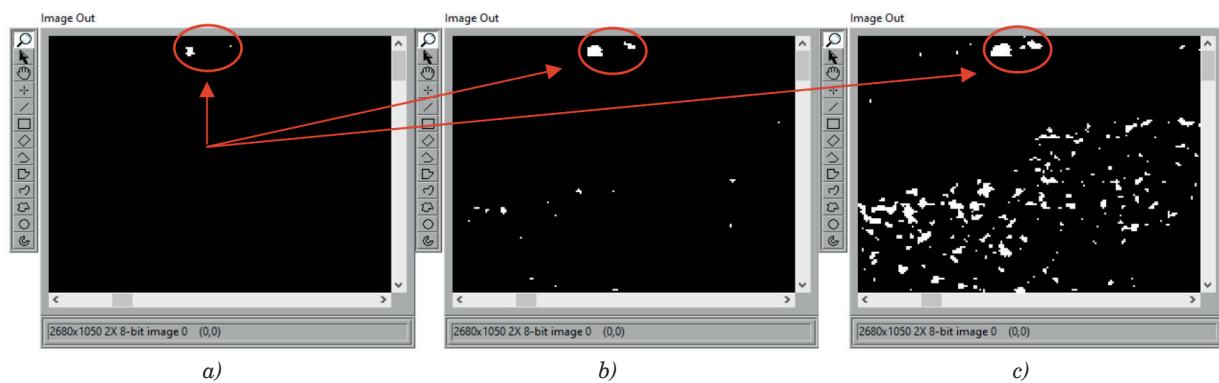 Image Out
Image Out
Image Out
2680x1050 2X 8-bit image 0 (0,0)
2680x1050 2X 8-bit image 0 (0,0)
2680x1050 2X 8-bit image 0 (0,0)
a)
b)
c)